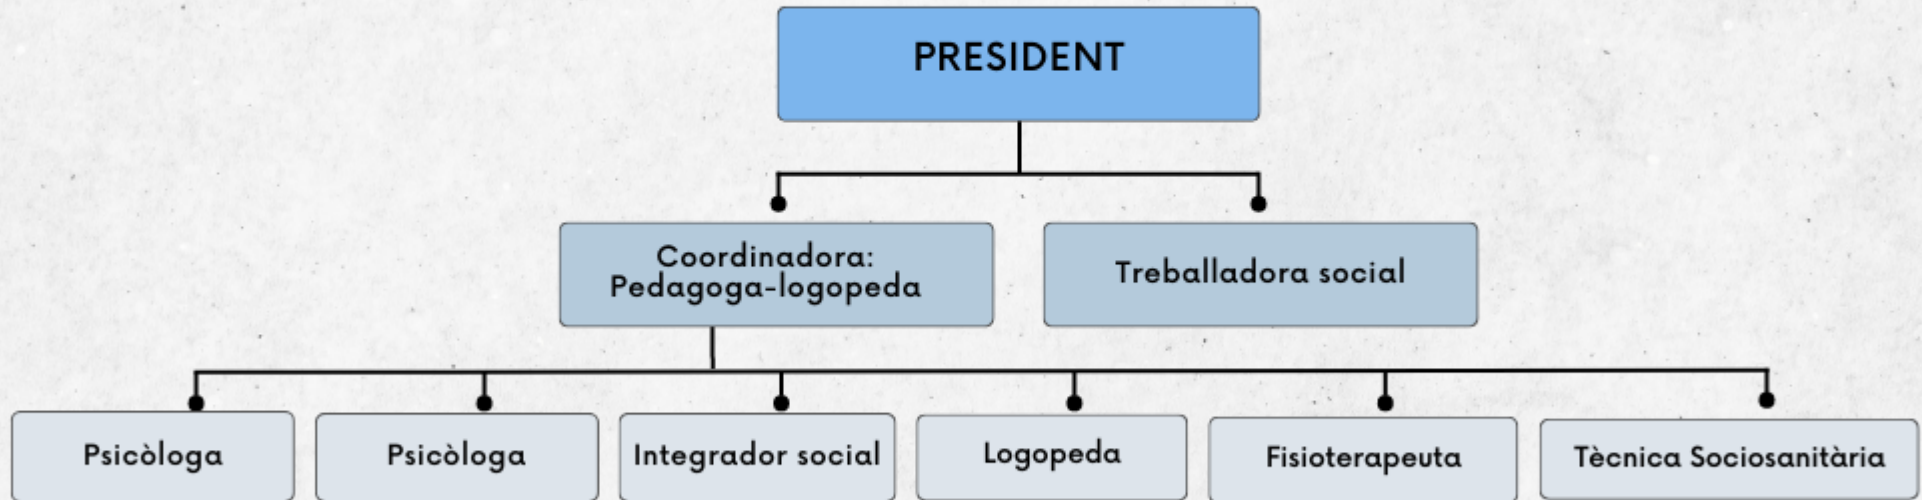 PRESIDENT
Coordinadora:
Pedagoga-logopeda
Treballadora social
Psicòloga
Psicòloga
Integrador social
Logopeda
Fisioterapeuta
Tècnica Sociosanitària